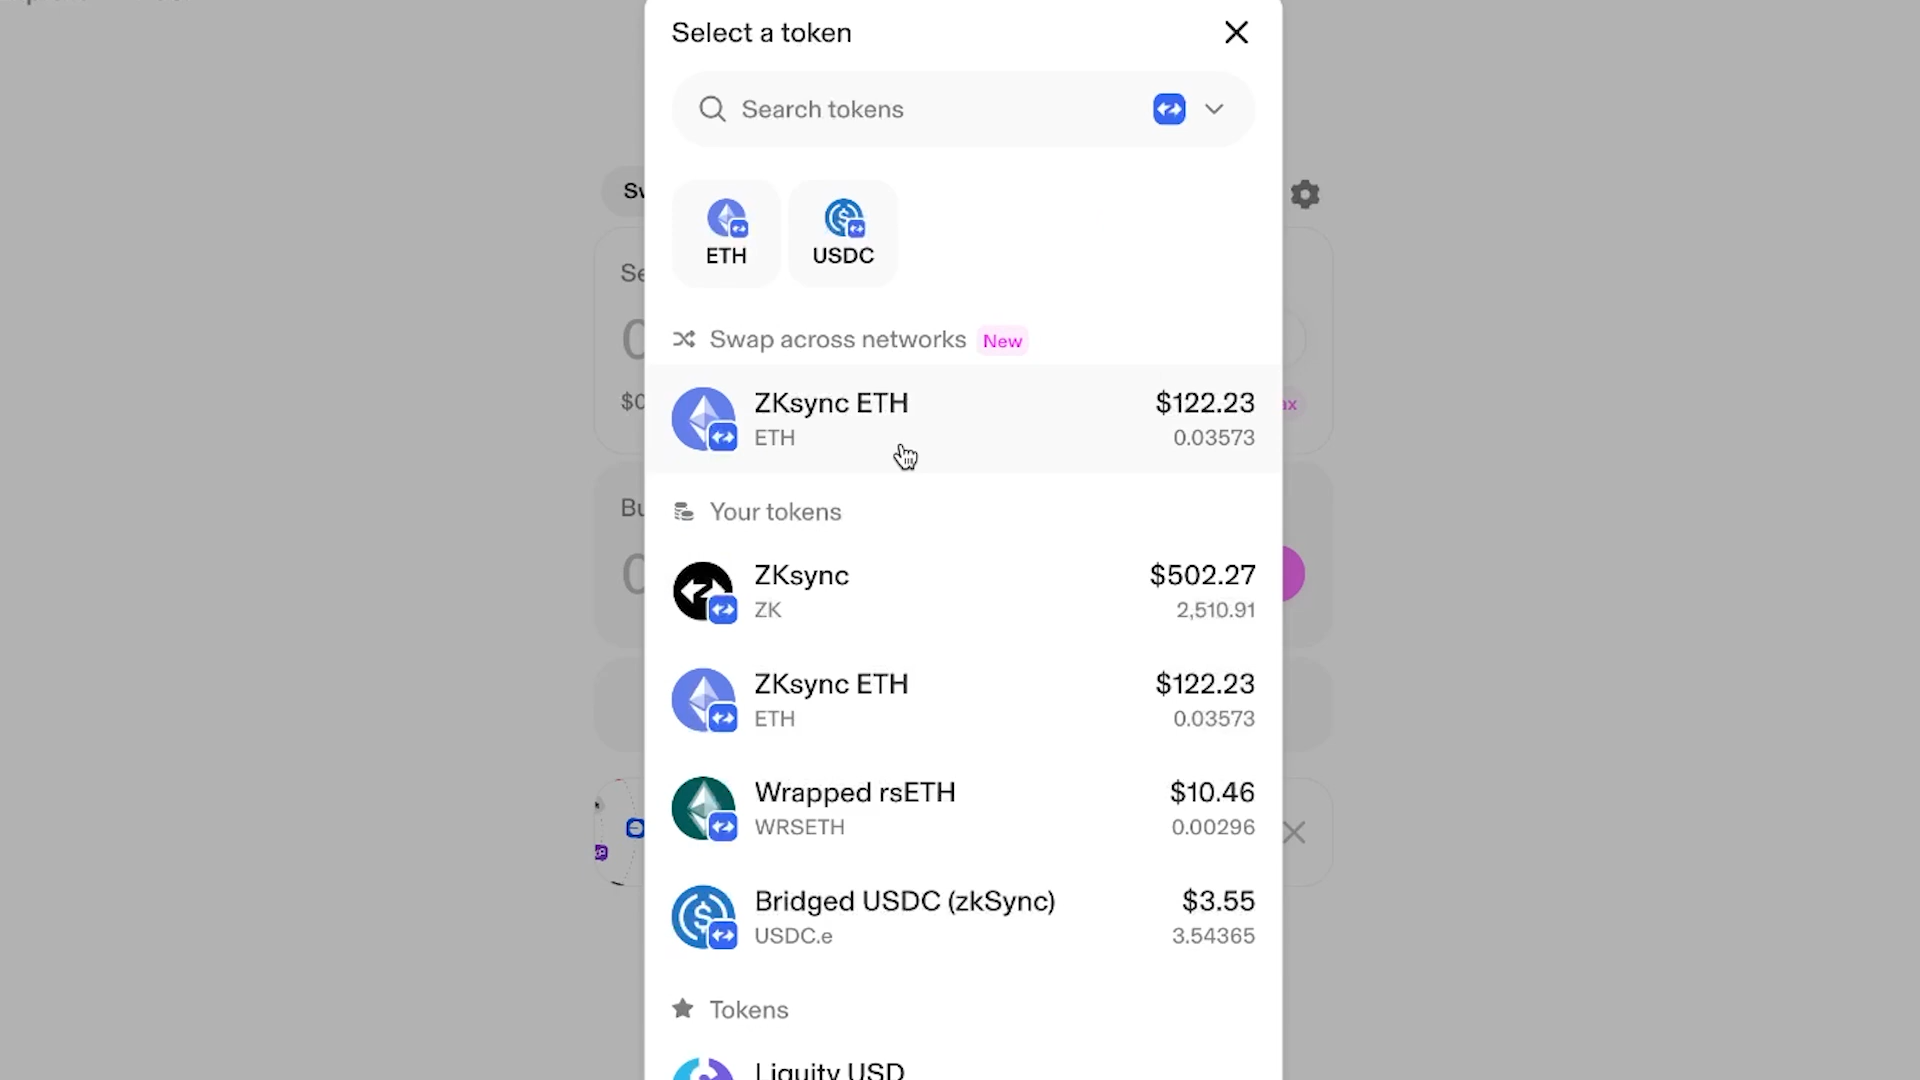 Select a token
Search tokens
ETH
USDC
Swap across networks New
ZKsync ETH
$122.23
ETH
0.03573
Your tokens
ZKsync
$502.27
ZK
2,510.91
ZKsync ETH
$122.23
ETH
0.03573
Wrapped rsETH
$10.46
WRSETH
0.00296
Bridged USDC (zkSync)
$3.55
USDC.e
3.54365
Tokens
Liquity USD